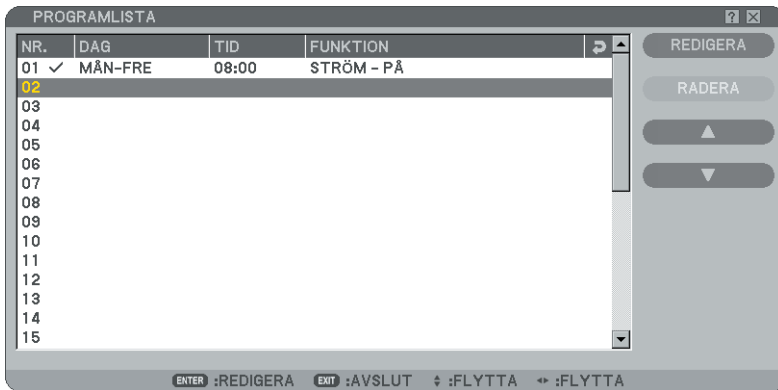 PROGRAMLISTA
NR. DAG TID FUNKTION
REDIGERA
01 ✓ MÅN-FRE 08:00 STRÖM - PÅ
02
RADERA
03
04
05
06
07
08
09
10
11
12
13
14
15
ENTER :REDIGERA EXIT :AVSLUT :FLYTTA :FLYTTA